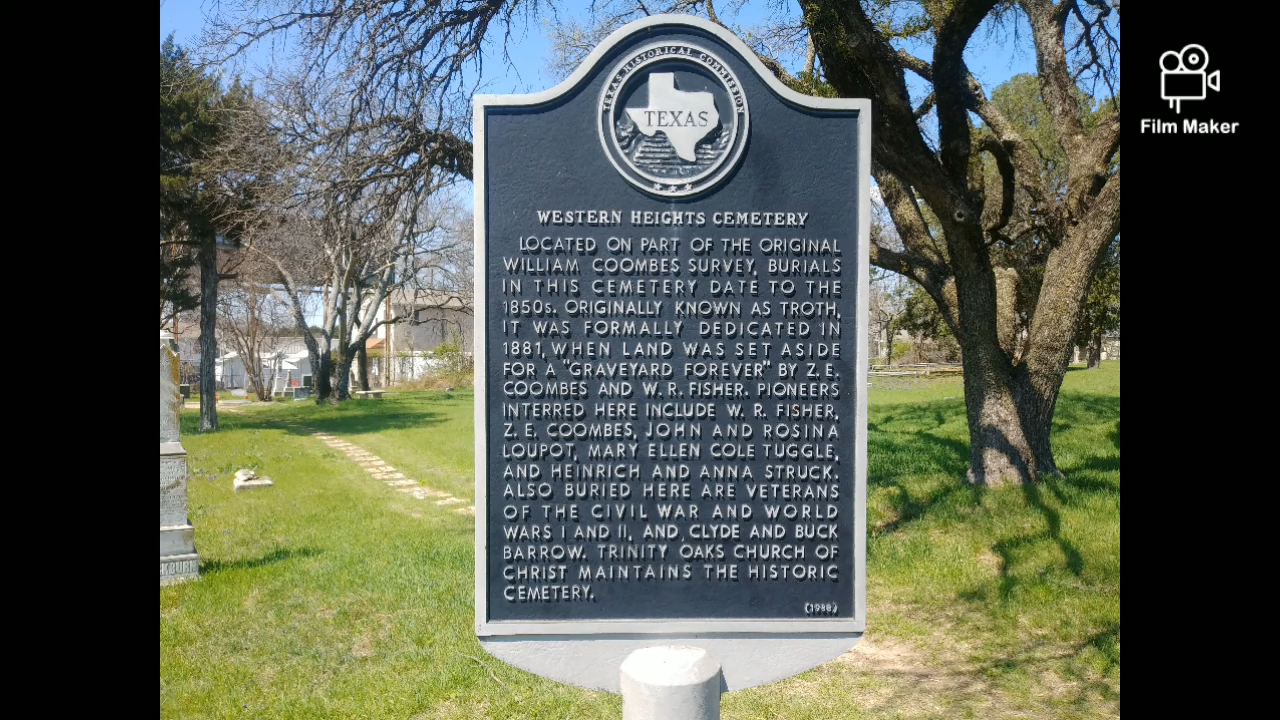 TEXAS HISTORICAL COMMISSION
TEXAS
WESTERN HEIGHTS CEMETERY
LOCATED ON PART OF THE ORIGINAL
WILLIAM COOMBES SURVEY, BURIALS
IN THIS CEMETERY DATE TO THE
1850s. ORIGINALLY KNOWN AS TROTH,
IT WAS FORMALLY DEDICATED IN
1881, WHEN LAND WAS SET ASIDE
FOR A "GRAVEYARD FOREVER" BY Z. E.
COOMBES AND W. R. FISHER. PIONEERS
INTERRED HERE INCLUDE W. R. FISHER,
Z. E. COOMBES, JOHN AND ROSINA
LOUPOT, MARY ELLEN COLE TUGGLE,
AND HEINRICH AND ANNA STRUCK.
ALSO BURIED HERE ARE VETERANS
OF THE CIVIL WAR AND WORLD
WARS I AND II, AND CLYDE AND BUCK
BARROW. TRINITY OAKS CHURCH OF
CHRIST MAINTAINS THE HISTORIC
CEMETERY.
(1988)
Film Maker